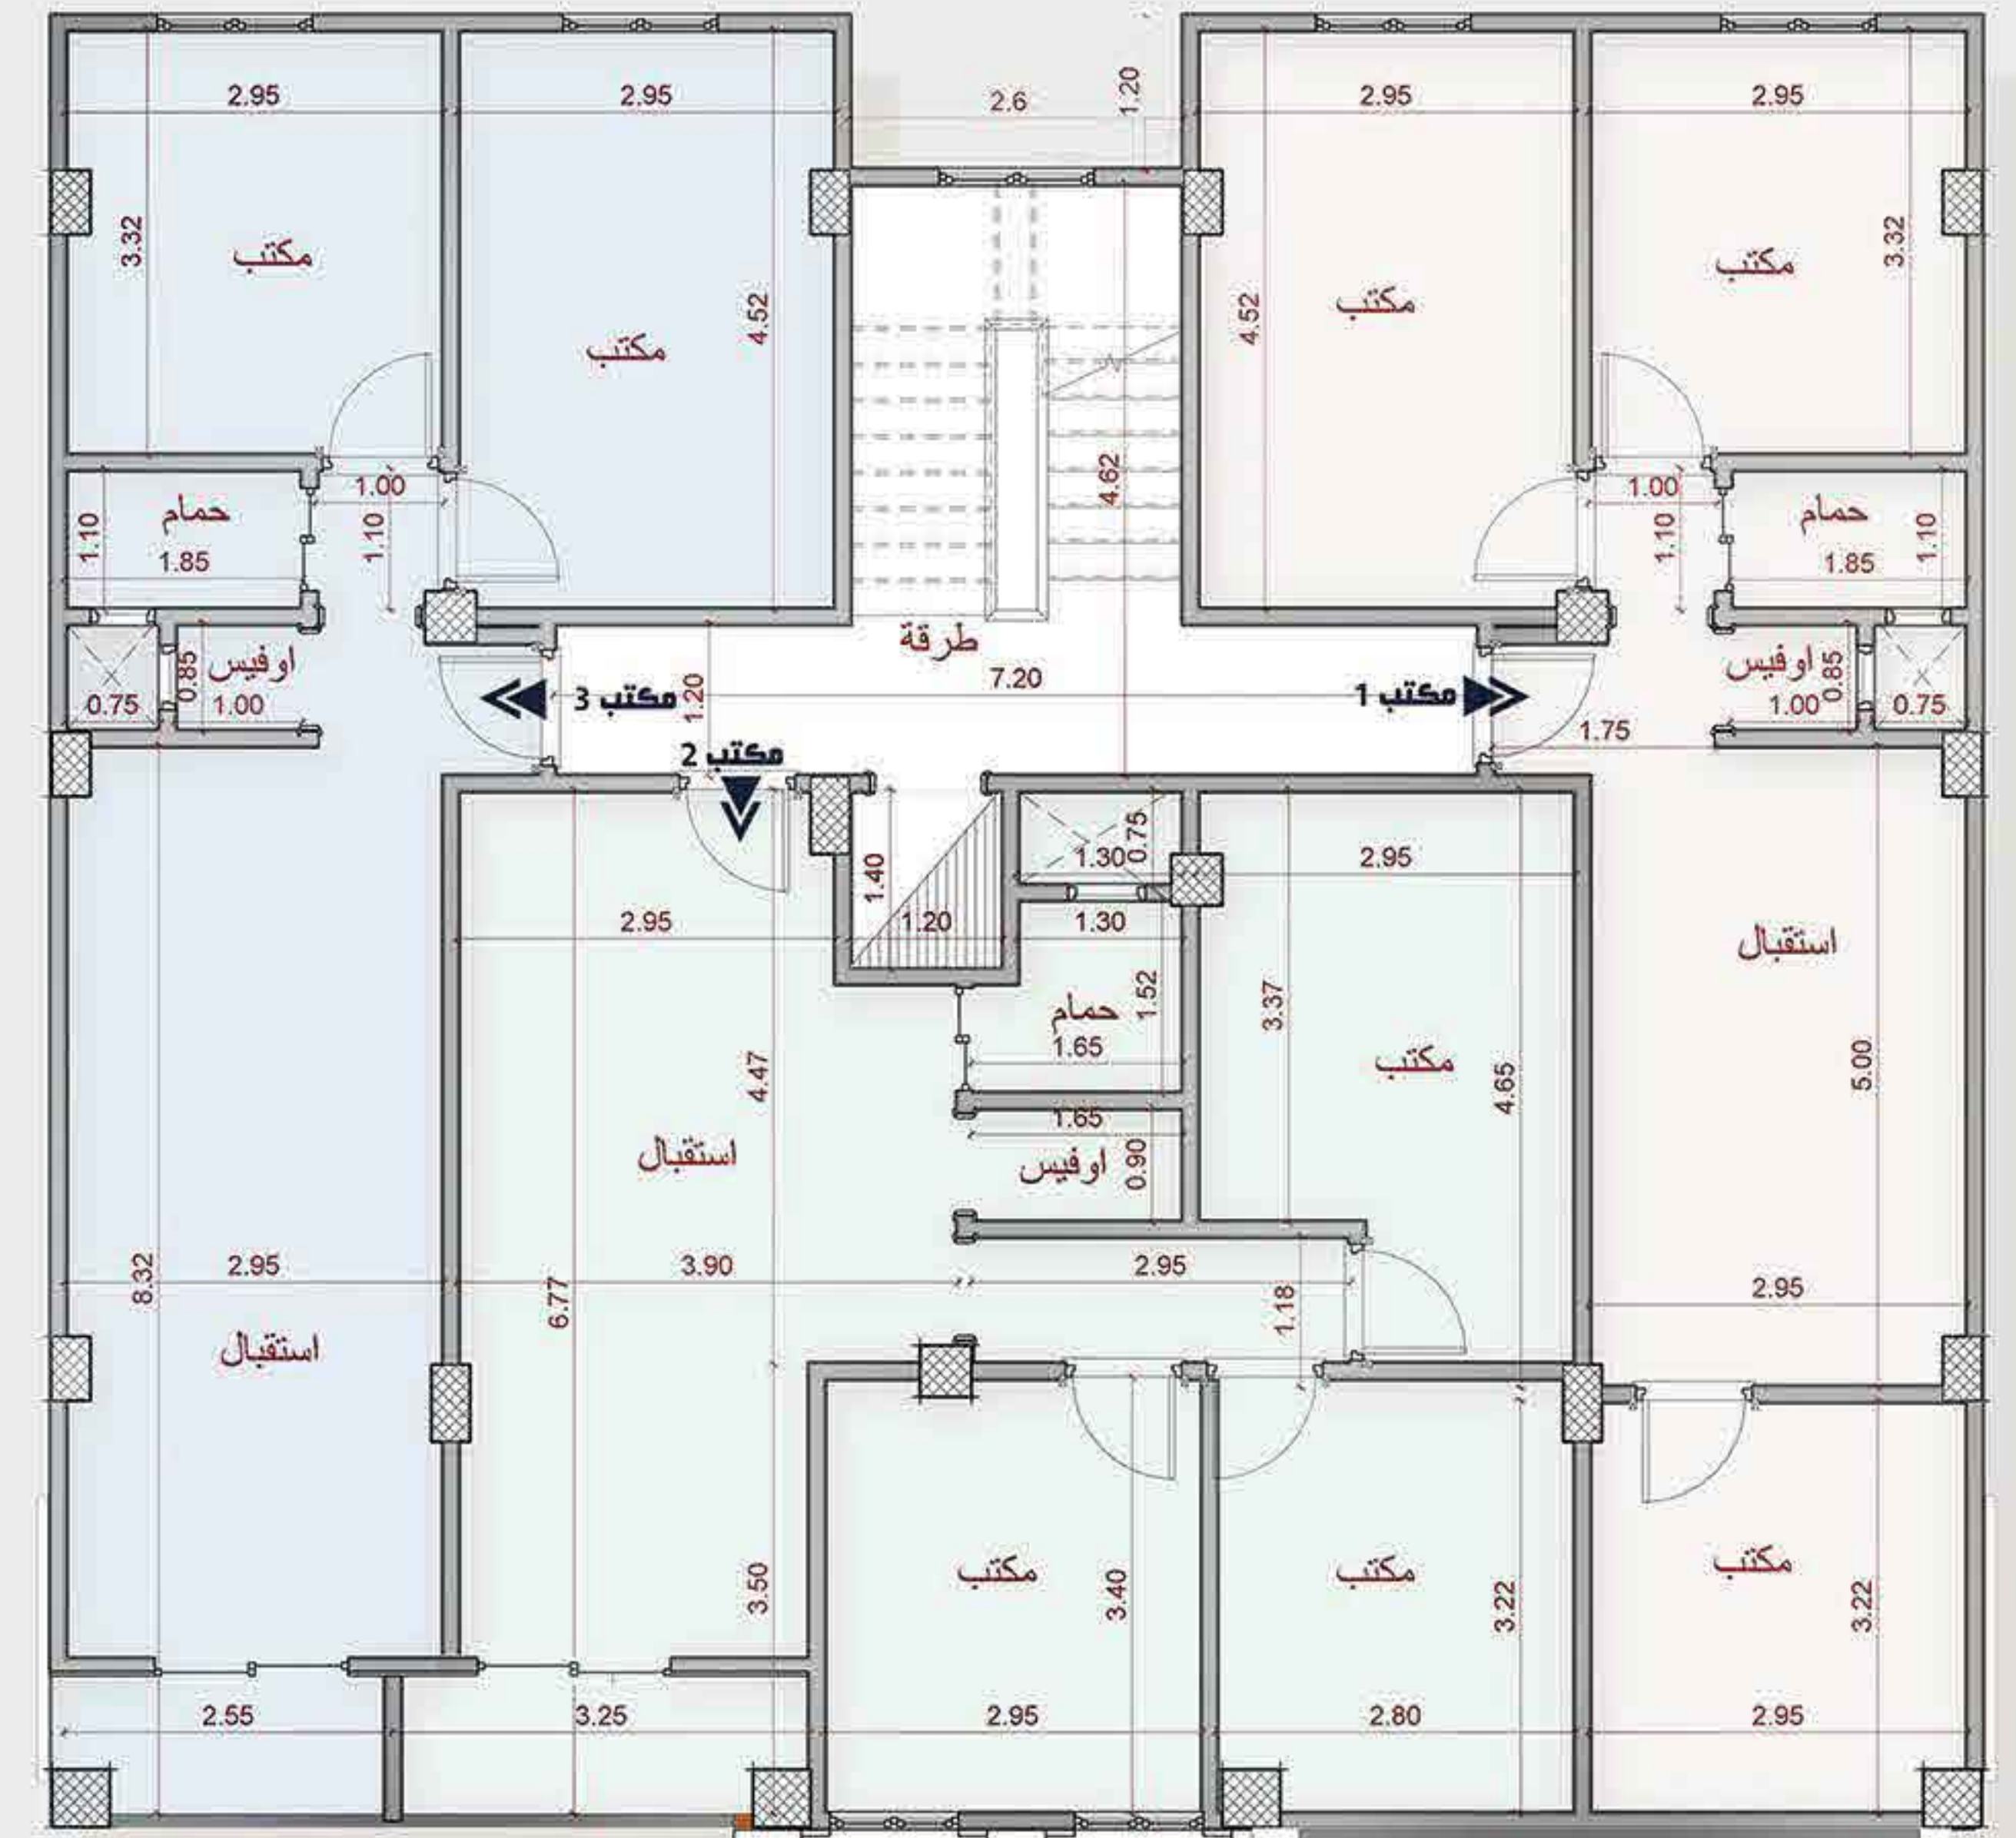 2.95
2.95
2.6
1.20
2.95
2.95
3.32
مكتب
مكتب
4.52
4.62
4.52
مكتب
مكتب
3.32
1.00
1.10
حمام
1.85
1.10
1.00
1.10
حمام
1.85
1.10
0.75
0.85
اوفيس
1.00
مكتب 3
1.20
طرقة
7.20
مكتب 1
1.75
اوفيس
1.00
0.85
0.75
مكتب 2
2.95
1.40
1.20
1.30
0.75
1.30
2.95
استقبال
حمام
1.65
1.52
3.37
مكتب
4.65
5.00
4.47
استقبال
1.65
اوفيس
0.90
8.32
2.95
استقبال
6.77
3.90
2.95
1.18
2.95
3.50
مكتب
3.40
مكتب
3.22
مكتب
3.22
2.55
3.25
2.95
2.80
2.95